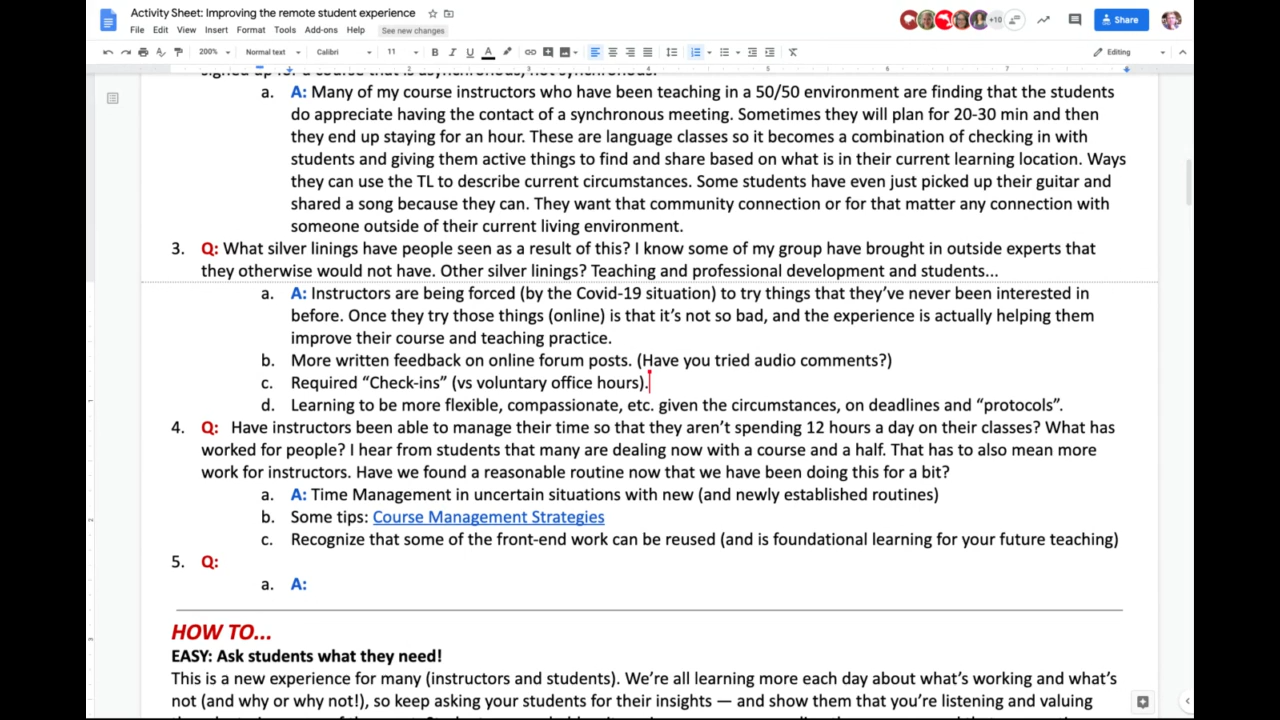 Activity Sheet: Improving the remote student experience
File Edit View Insert Format Tools Add-ons Help See new changes
+10
Share
200% Normal text Calibri 11 B I U A
Editing
2 3 4 5 6 7
signed up for a course that is asynchronous, not synchronous.
a. A: Many of my course instructors who have been teaching in a 50/50 environment are finding that the students
do appreciate having the contact of a synchronous meeting. Sometimes they will plan for 20-30 min and then
they end up staying for an hour. These are language classes so it becomes a combination of checking in with
students and giving them active things to find and share based on what is in their current learning location. Ways
they can use the TL to describe current circumstances. Some students have even just picked up their guitar and
shared a song because they can. They want that community connection or for that matter any connection with
someone outside of their current living environment.
3. Q: What silver linings have people seen as a result of this? I know some of my group have brought in outside experts that
they otherwise would not have. Other silver linings? Teaching and professional development and students...
a. A: Instructors are being forced (by the Covid-19 situation) to try things that they've never been interested in
before. Once they try those things (online) is that it's not so bad, and the experience is actually helping them
improve their course and teaching practice.
b. More written feedback on online forum posts. (Have you tried audio comments?)
c. Required “Check-ins” (vs voluntary office hours).
d. Learning to be more flexible, compassionate, etc. given the circumstances, on deadlines and “protocols”.
4. Q: Have instructors been able to manage their time so that they aren't spending 12 hours a day on their classes? What has
worked for people? I hear from students that many are dealing now with a course and a half. That has to also mean more
work for instructors. Have we found a reasonable routine now that we have been doing this for a bit?
a. A: Time Management in uncertain situations with new (and newly established routines)
b. Some tips: Course Management Strategies
c. Recognize that some of the front-end work can be reused (and is foundational learning for your future teaching)
5. Q:
a. A:
HOW TO...
EASY: Ask students what they need!
This is a new experience for many (instructors and students). We're all learning more each day about what's working and what's
not (and why or why not!), so keep asking your students for their insights — and show them that you're listening and valuing